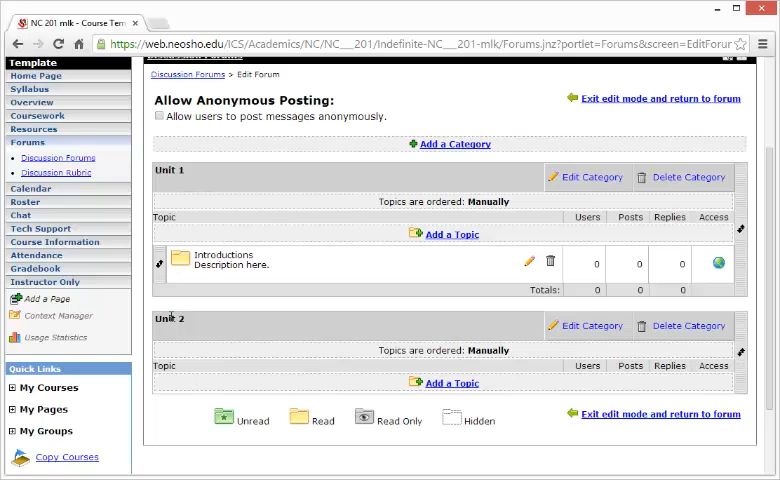 NC 201 mlk - Course Tem
https://web.neosho.edu/ICS/Academics/NC/NC___201/Indefinite-NC___201-mlk/Forums.jnz?portlet=Forums&screen=EditForur
Template
Home Page
Syllabus
Overview
Coursework
Resources
Forums
Discussion Forums
Discussion Rubric
Calendar
Roster
Chat
Tech Support
Course Information
Attendance
Gradebook
Instructor Only
Add a Page
Context Manager
Usage Statistics
Quick Links
My Courses
My Pages
My Groups
Copy Courses
Discussion Forums
Discussion Forums > Edit Forum
Allow Anonymous Posting:
Exit edit mode and return to forum
Allow users to post messages anonymously.
Add a Category
Unit 1
Edit Category
Delete Category
Topics are ordered: Manually
Topic Users Posts Replies Access
Add a Topic
Introductions
Description here.
0 0 0
Totals: 0 0 0
Unit 2
Edit Category
Delete Category
Topics are ordered: Manually
Topic Users Posts Replies Access
Add a Topic
Unread Read Read Only Hidden
Exit edit mode and return to forum